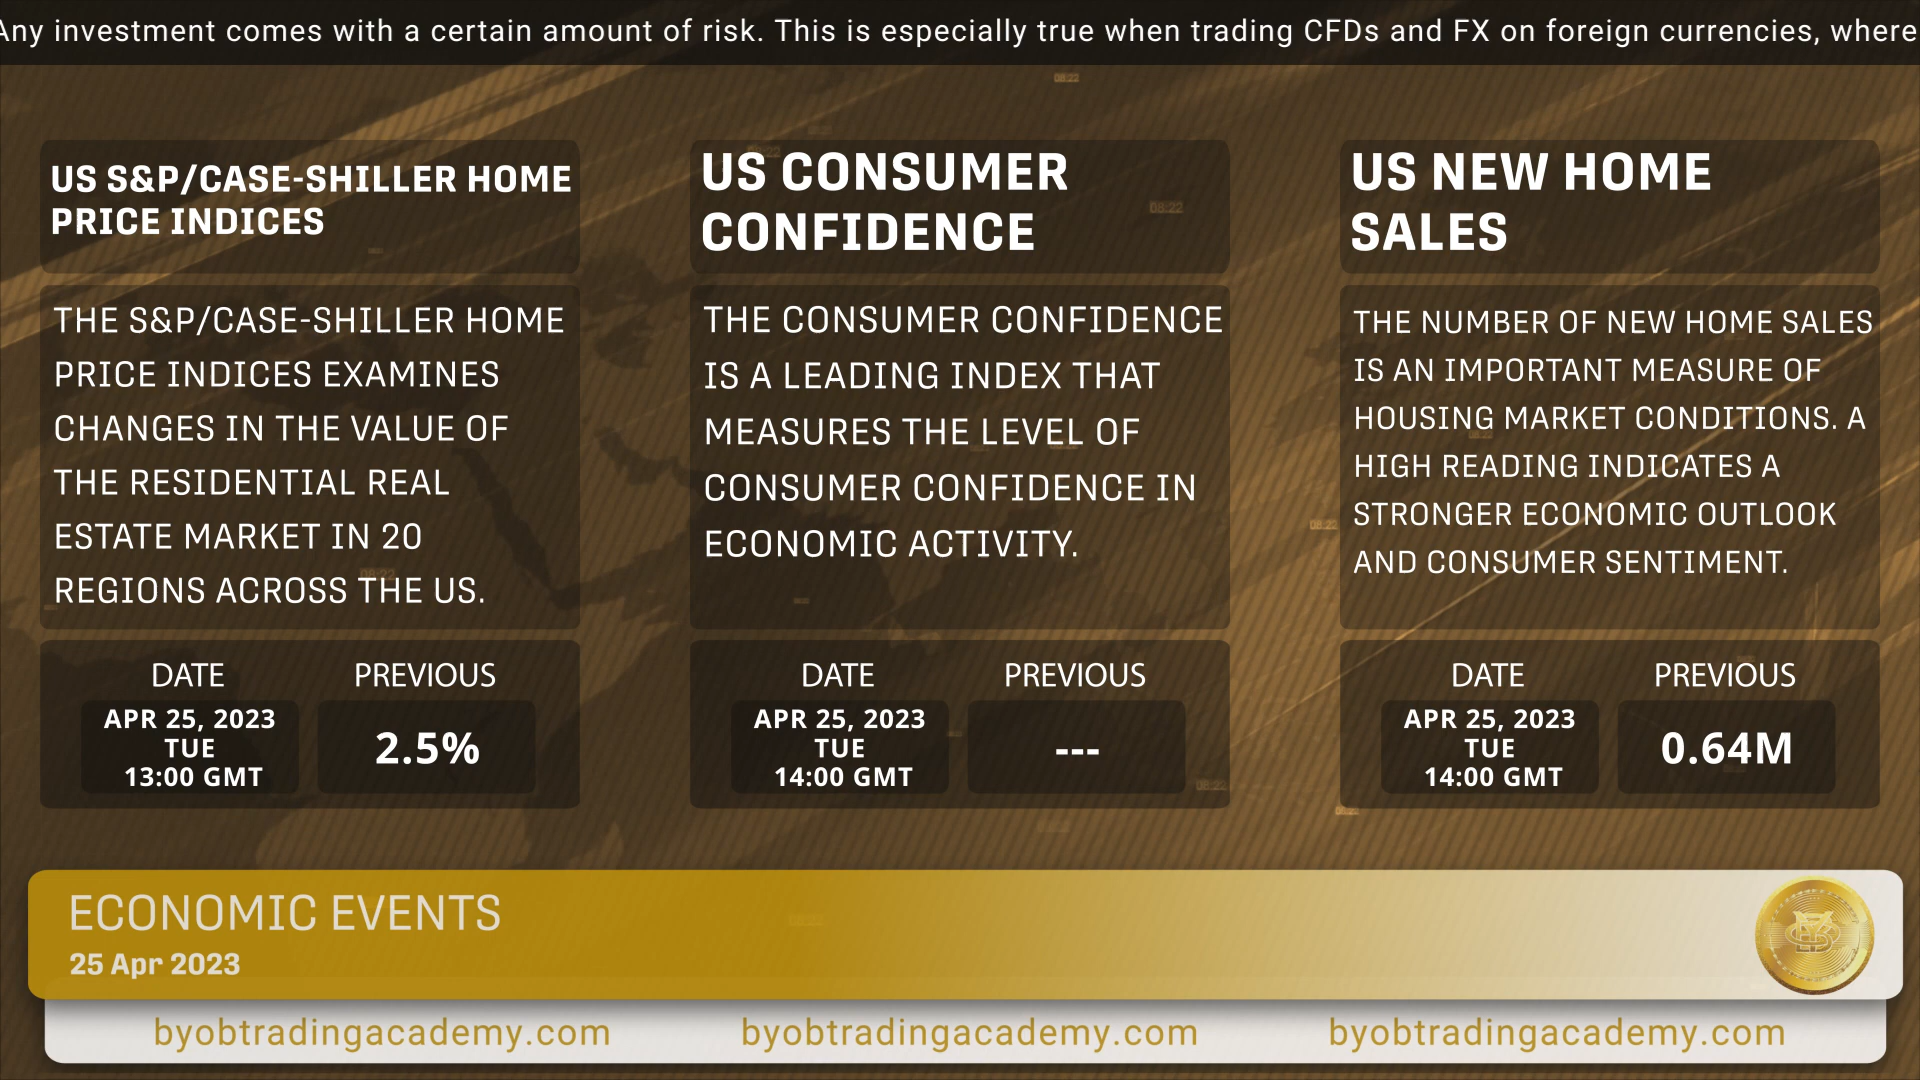 Any investment comes with a certain amount of risk. This is especially true when trading CFDs and FX on foreign currencies, where
US S&P/CASE-SHILLER HOME
PRICE INDICES
THE S&P/CASE-SHILLER HOME
PRICE INDICES EXAMINES
CHANGES IN THE VALUE OF
THE RESIDENTIAL REAL
ESTATE MARKET IN 20
REGIONS ACROSS THE US.
DATE
PREVIOUS
APR 25, 2023
TUE
13:00 GMT
2.5%
US CONSUMER
CONFIDENCE
THE CONSUMER CONFIDENCE
IS A LEADING INDEX THAT
MEASURES THE LEVEL OF
CONSUMER CONFIDENCE IN
ECONOMIC ACTIVITY.
DATE
PREVIOUS
APR 25, 2023
TUE
14:00 GMT
---
US NEW HOME
SALES
THE NUMBER OF NEW HOME SALES
IS AN IMPORTANT MEASURE OF
HOUSING MARKET CONDITIONS. A
HIGH READING INDICATES A
STRONGER ECONOMIC OUTLOOK
AND CONSUMER SENTIMENT.
DATE
PREVIOUS
APR 25, 2023
TUE
14:00 GMT
0.64M
ECONOMIC EVENTS
25 Apr 2023
byobtradingacademy.com
byobtradingacademy.com
byobtradingacademy.com